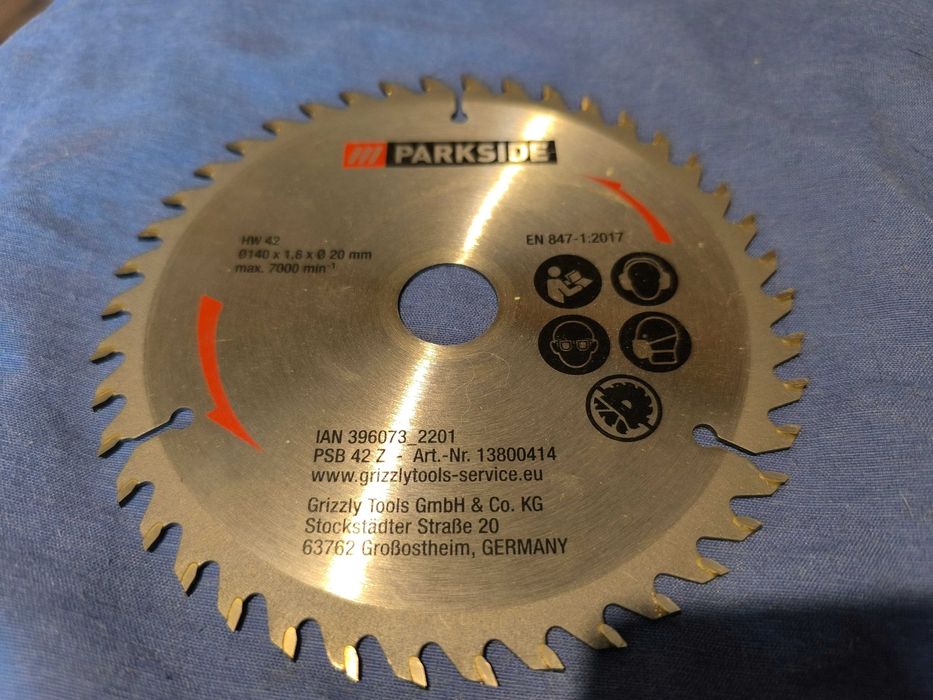 PARKSIDE
HW 42
Ø140 x 1,8 x Ø 20 mm
max. 7000 min⁻¹
EN 847-1:2017
IAN 396073_2201
PSB 42 Z - Art.-Nr. 13800414
www.grizzlytools-service.eu
Grizzly Tools GmbH & Co. KG
Stockstädter Straße 20
63762 Großostheim, GERMANY